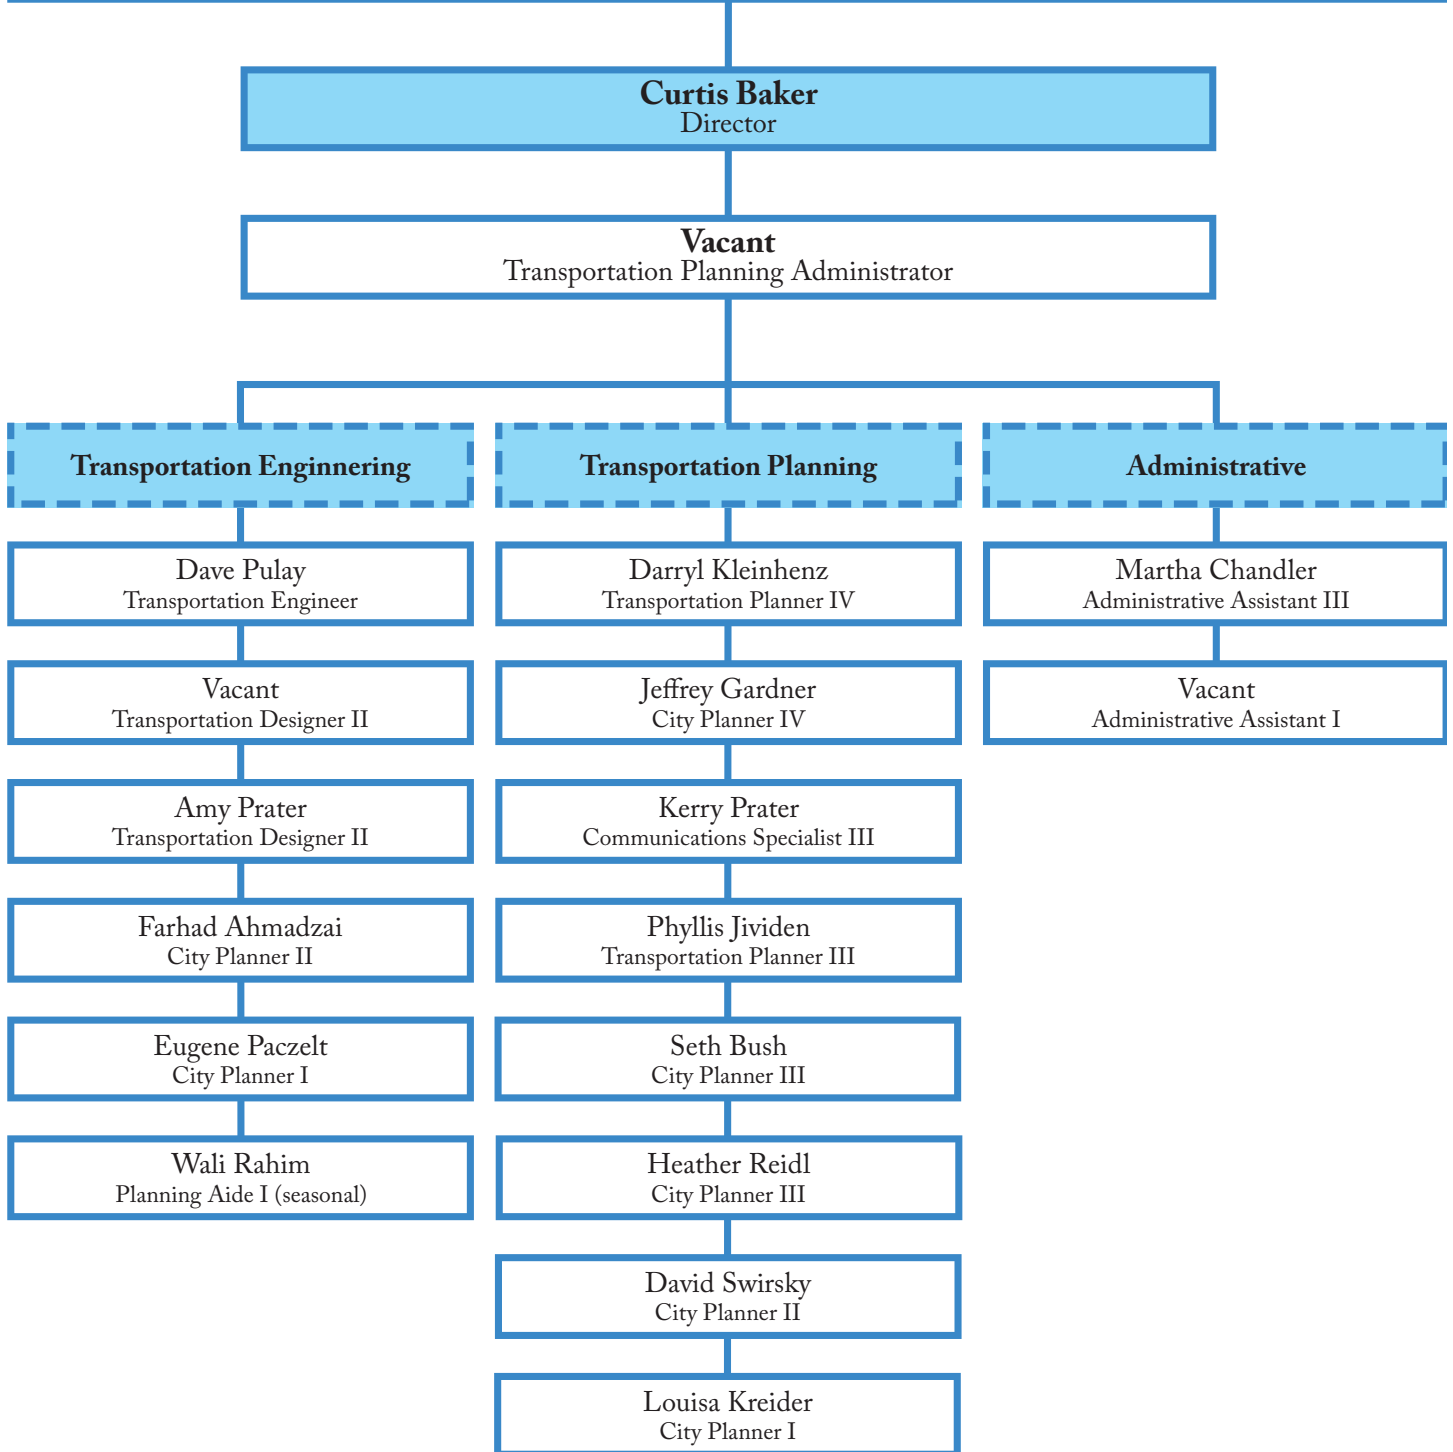 Curtis Baker
Director
Vacant
Transportation Planning Administrator
Transportation Enginnering
Dave Pulay
Transportation Engineer
Vacant
Transportation Designer II
Amy Prater
Transportation Designer II
Farhad Ahmadzai
City Planner II
Eugene Paczelt
City Planner I
Wali Rahim
Planning Aide I (seasonal)
Transportation Planning
Darryl Kleinhenz
Transportation Planner IV
Jeffrey Gardner
City Planner IV
Kerry Prater
Communications Specialist III
Phyllis Jividen
Transportation Planner III
Seth Bush
City Planner III
Heather Reidl
City Planner III
David Swirsky
City Planner II
Louisa Kreider
City Planner I
Administrative
Martha Chandler
Administrative Assistant III
Vacant
Administrative Assistant I